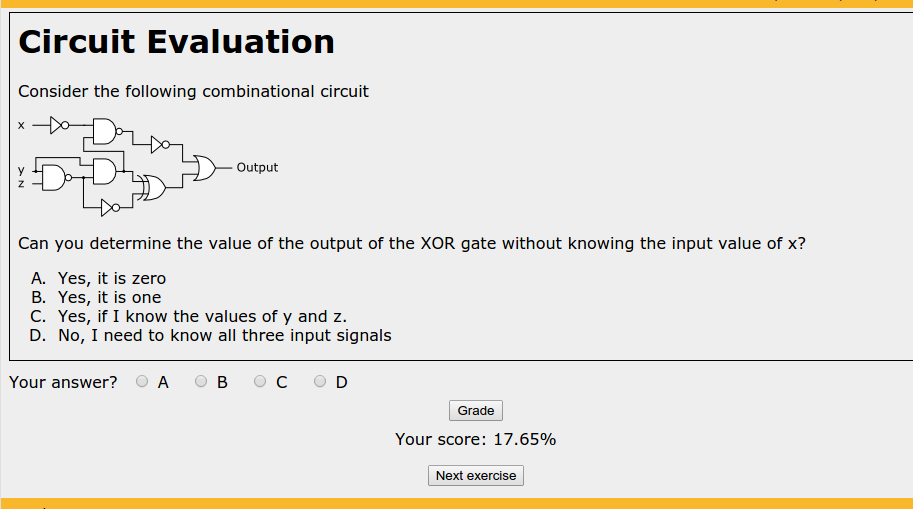 Circuit Evaluation
Consider the following combinational circuit
x
Output
y
z
Can you determine the value of the output of the XOR gate without knowing the input value of x?
A. Yes, it is zero
B. Yes, it is one
C. Yes, if I know the values of y and z.
D. No, I need to know all three input signals
Your answer? A B C D
Grade
Your score: 17.65%
Next exercise